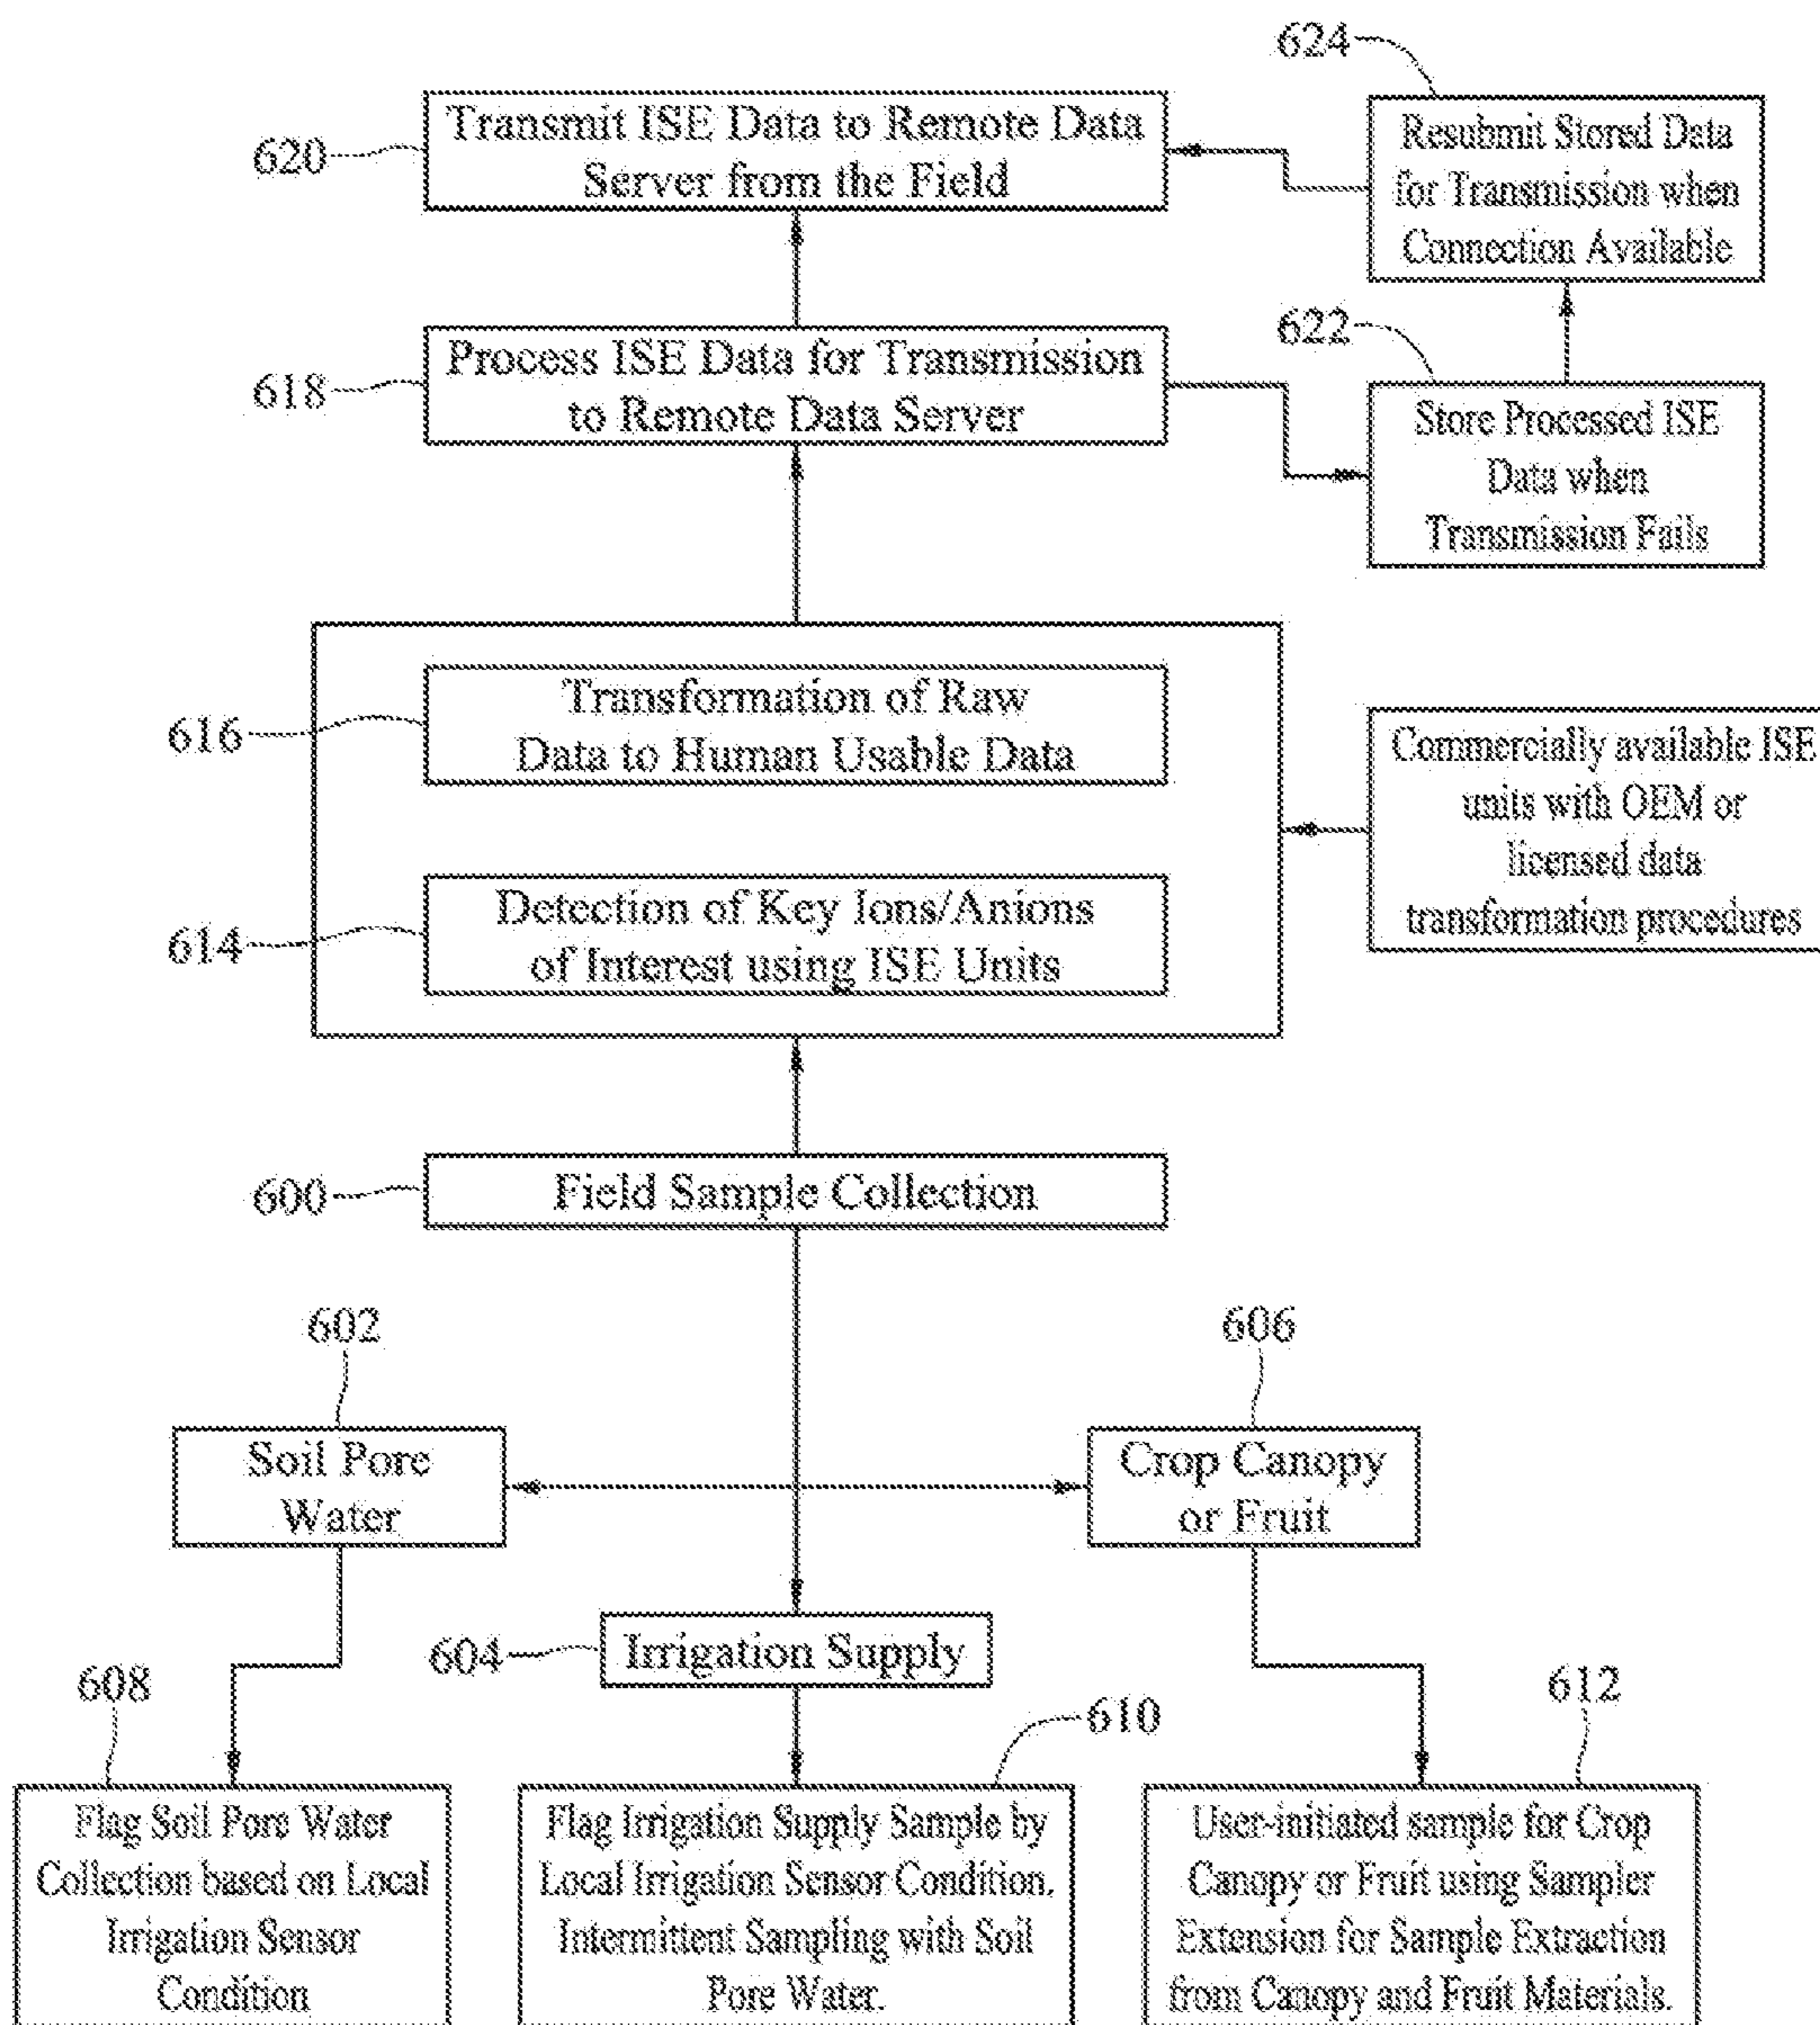 624
Transmit ISE Data to Remote Data
Server from the Field
620
Resubmit Stored Data
for Transmission when
Connection Available
622
Process ISE Data for Transmission
to Remote Data Server
618
Store Processed ISE
Data when
Transmission Fails
Transformation of Raw
Data to Human Usable Data
616
Commercially available ISE
units with OEM or
licensed data
transformation procedures
Detection of Key Ions/Anions
of Interest using ISE Units
614
Field Sample Collection
600
602
606
Soil Pore
Water
Crop Canopy
or Fruit
604
Irrigation Supply
608
610
612
Flag Soil Pore Water
Collection based on Local
Irrigation Sensor
Condition
Flag Irrigation Supply Sample by
Local Irrigation Sensor Condition.
Intermittent Sampling with Soil
Pore Water.
User-initiated sample for Crop
Canopy or Fruit using Sampler
Extension for Sample Extraction
from Canopy and Fruit Materials.